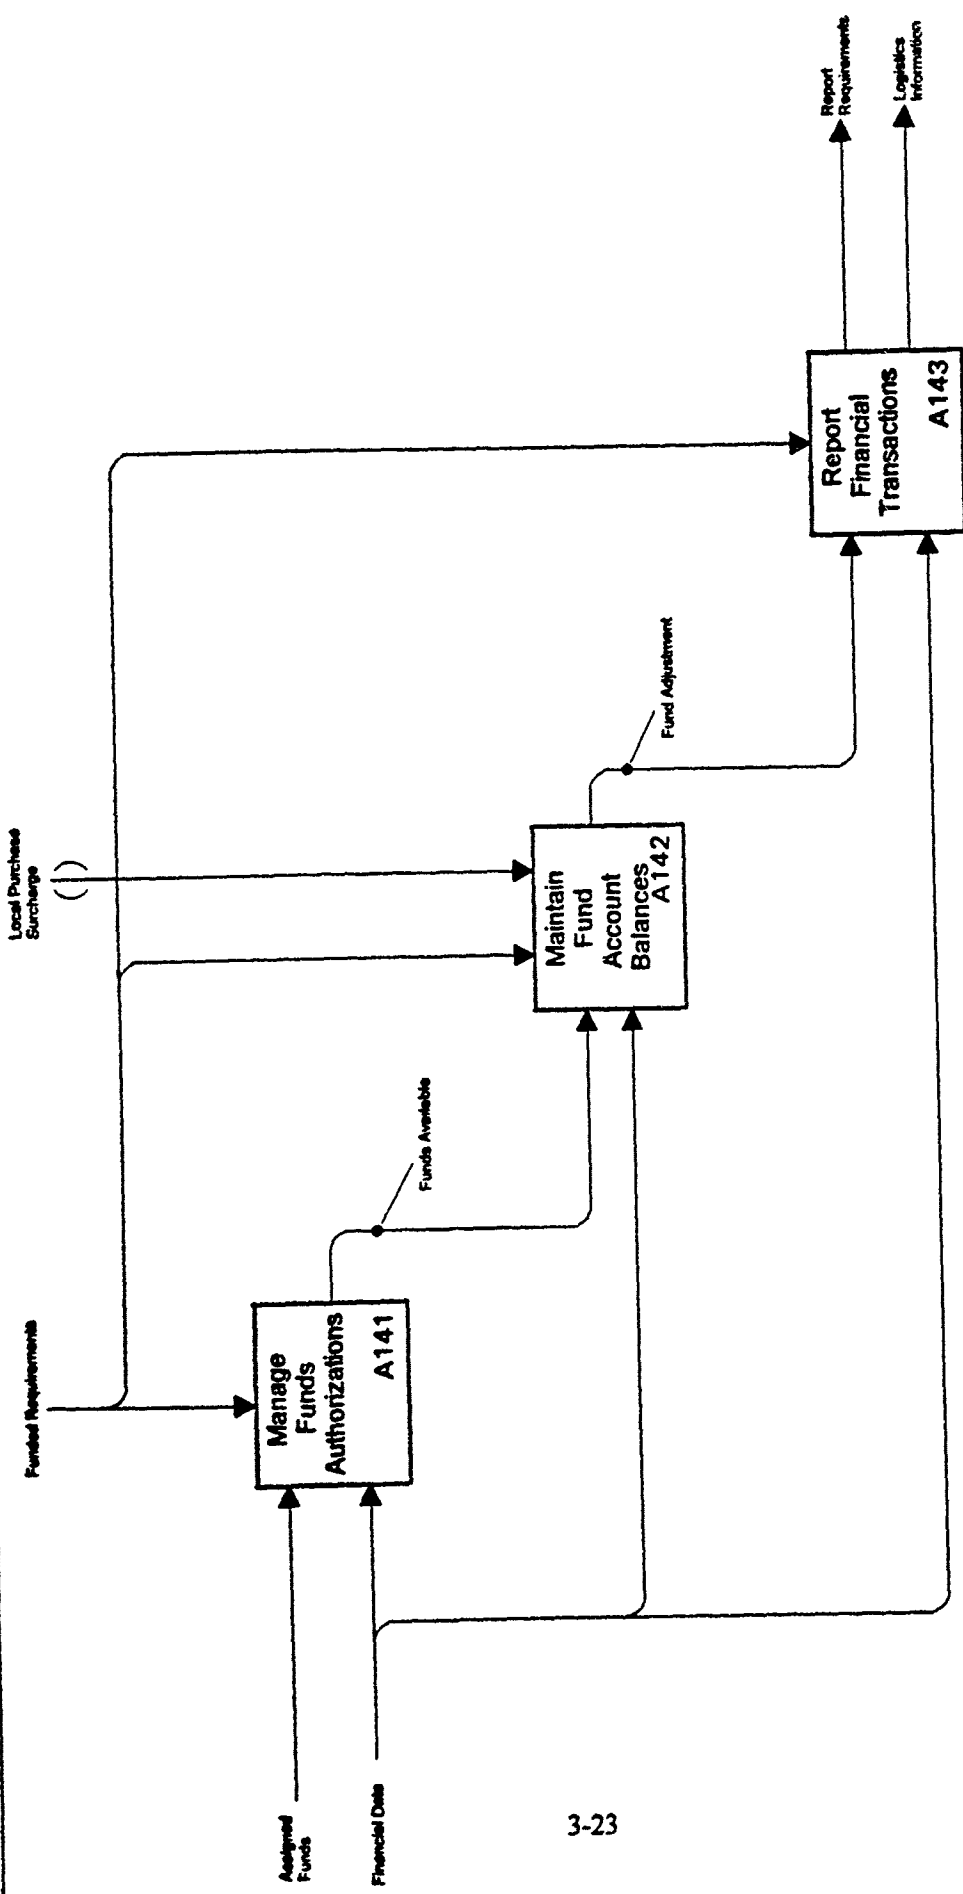 Funded Requirements
Local Purchase
Surcharge
Assigned
Funds
Financial Data
Manage
Funds
Authorizations
A141
Funds Available
Maintain
Fund
Account
Balances
A142
Fund Adjustment
Report
Financial
Transactions
A143
Report
Requirements
Logistics
Information
3-23